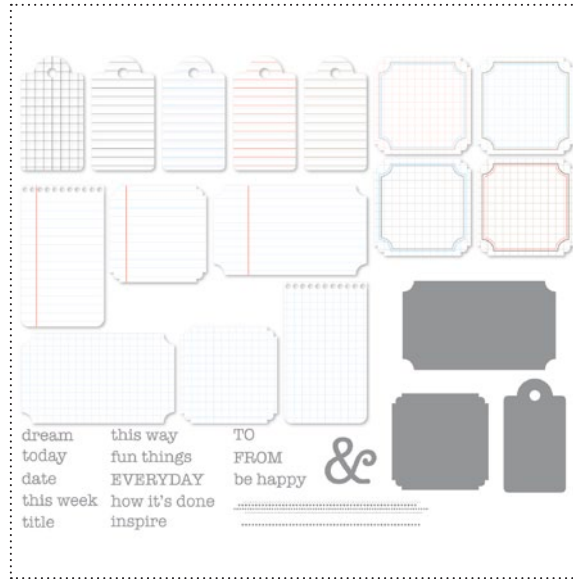 dream
today
date
this week
title
this way
fun things
EVERYDAY
how it's done
inspire
TO
FROM
be happy
&